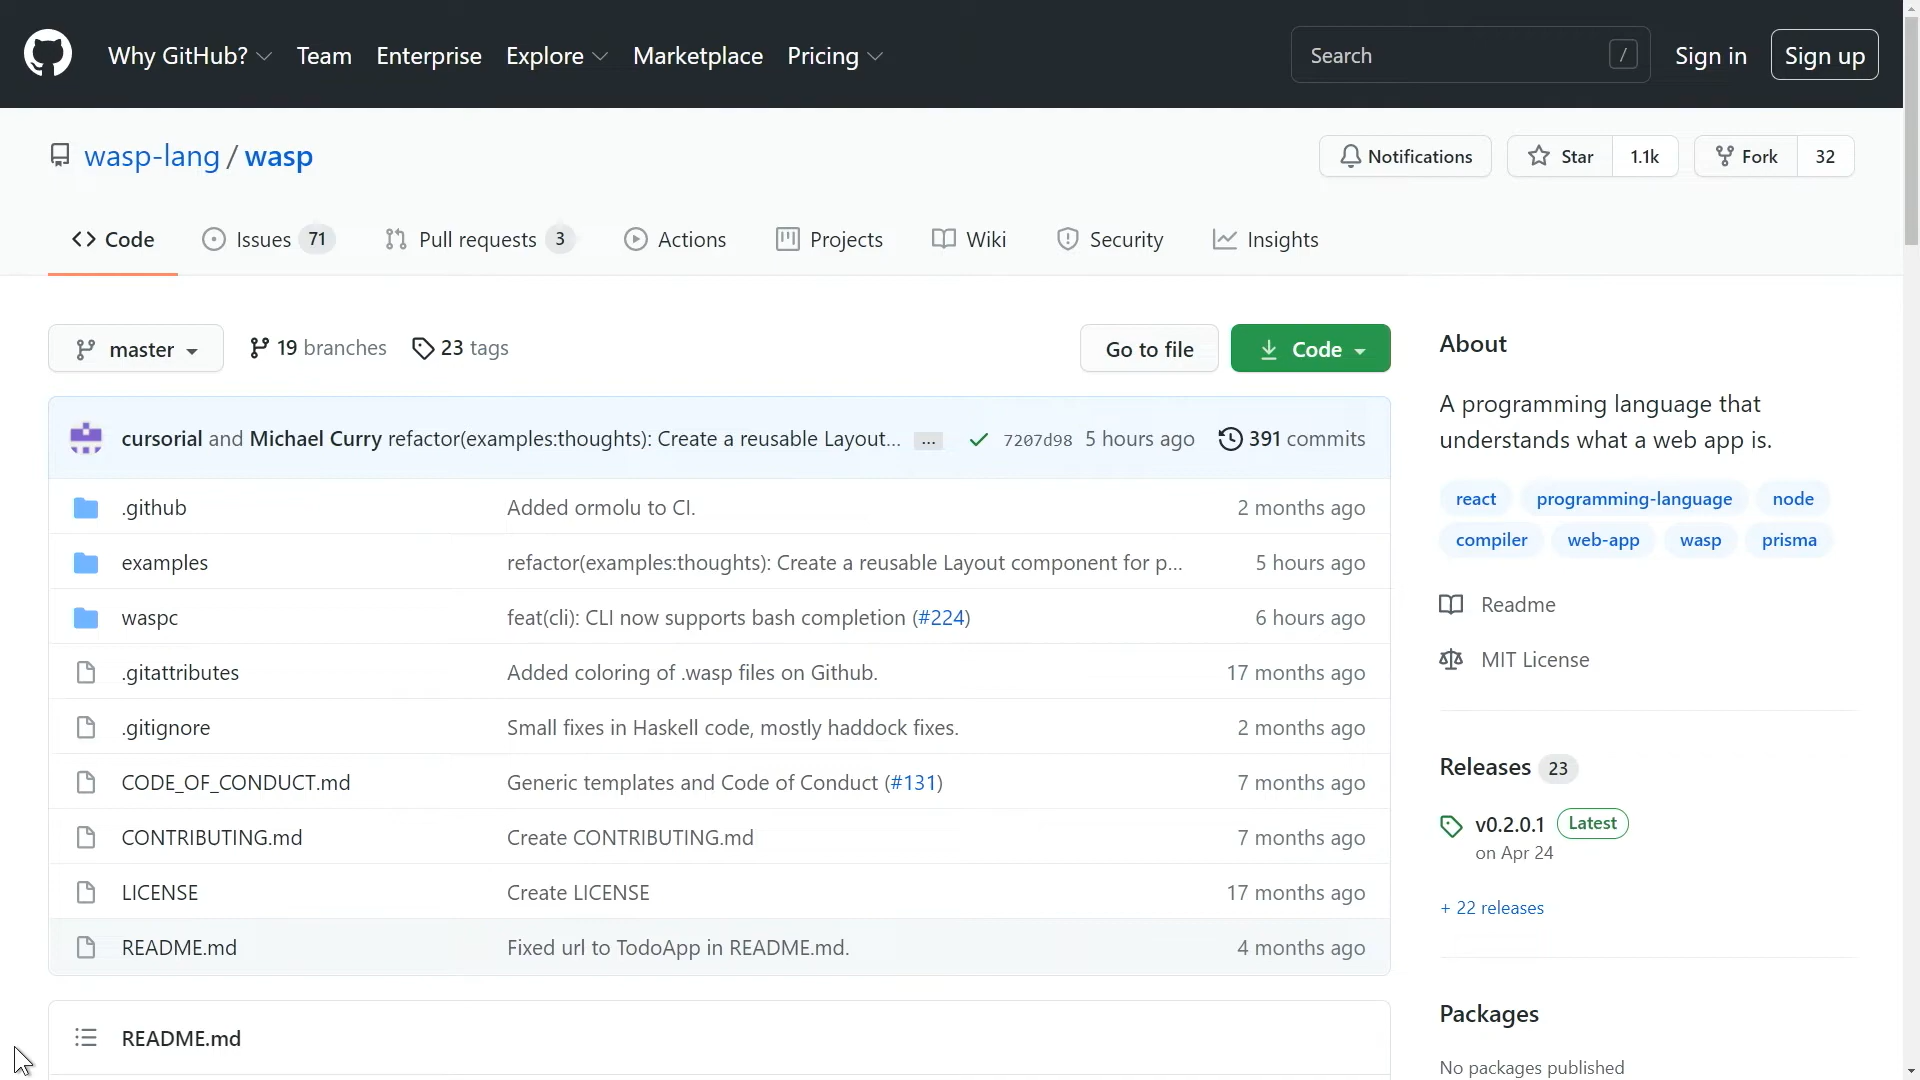 Why GitHub? Team Enterprise Explore Marketplace Pricing Search / Sign in Sign up
wasp-lang / wasp Notifications Star 1.1k Fork 32
Code Issues 71 Pull requests 3 Actions Projects Wiki Security Insights
master 19 branches 23 tags Go to file Code
cursorial and Michael Curry refactor(examples:thoughts): Create a reusable Layout... ... 7207d98 5 hours ago 391 commits
.github Added ormolu to CI. 2 months ago
examples refactor(examples:thoughts): Create a reusable Layout component for p... 5 hours ago
waspc feat(cli): CLI now supports bash completion (#224) 6 hours ago
.gitattributes Added coloring of .wasp files on Github. 17 months ago
.gitignore Small fixes in Haskell code, mostly haddock fixes. 2 months ago
CODE_OF_CONDUCT.md Generic templates and Code of Conduct (#131) 7 months ago
CONTRIBUTING.md Create CONTRIBUTING.md 7 months ago
LICENSE Create LICENSE 17 months ago
README.md Fixed url to TodoApp in README.md. 4 months ago
README.md
About
A programming language that
understands what a web app is.
react programming-language node
compiler web-app wasp prisma
Readme
MIT License
Releases 23
v0.2.0.1 Latest
on Apr 24
+ 22 releases
Packages
No packages published